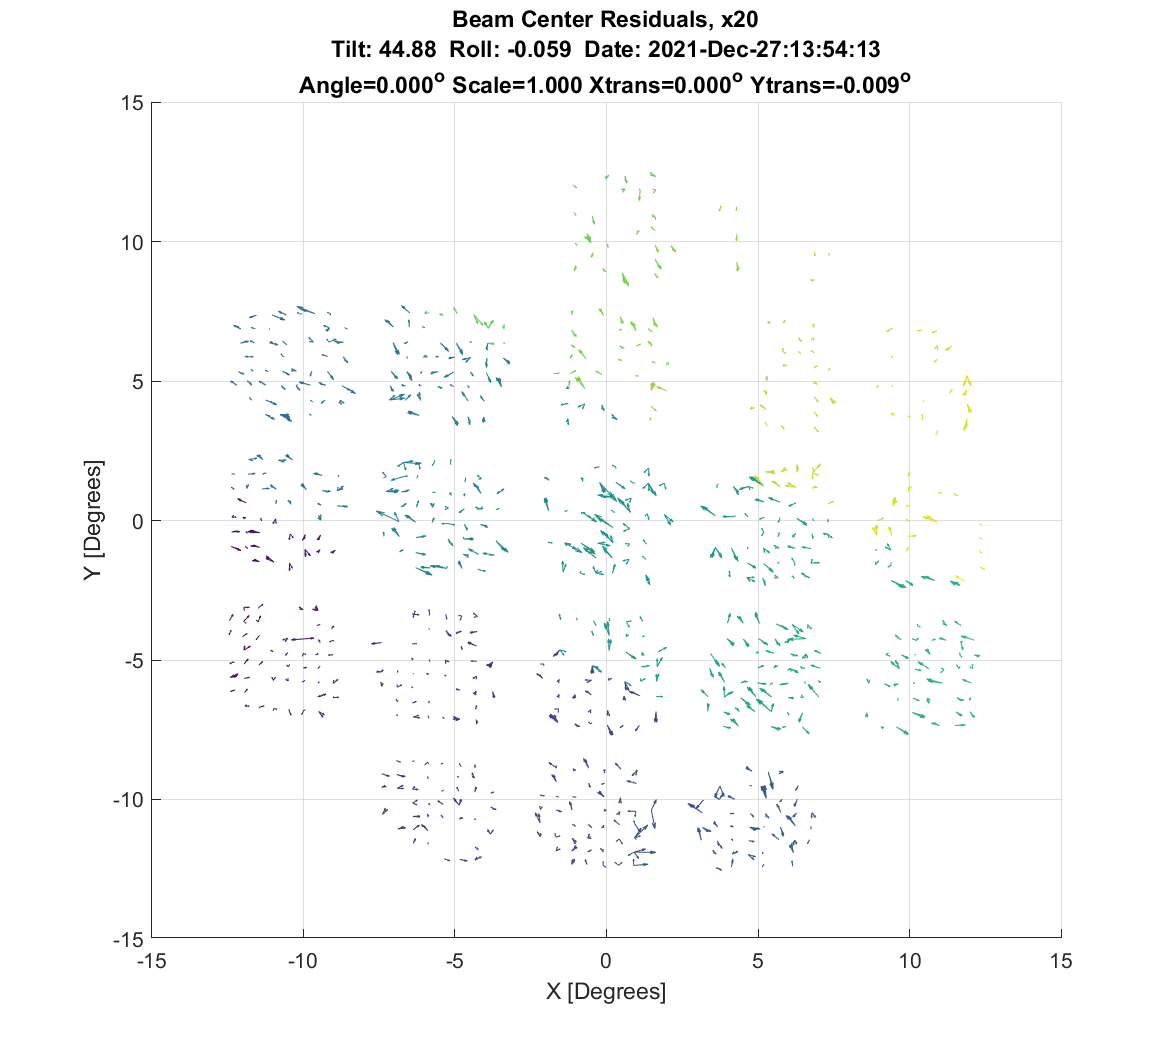 Beam Center Residuals, x20
Tilt: 44.88 Roll: -0.059 Date: 2021-Dec-27:13:54:13
Angle=0.000° Scale=1.000 Xtrans=0.000° Ytrans=-0.009°
15
10
5
0
-5
-10
-15
Y [Degrees]
-15 -10 -5 0 5 10 15
X [Degrees]